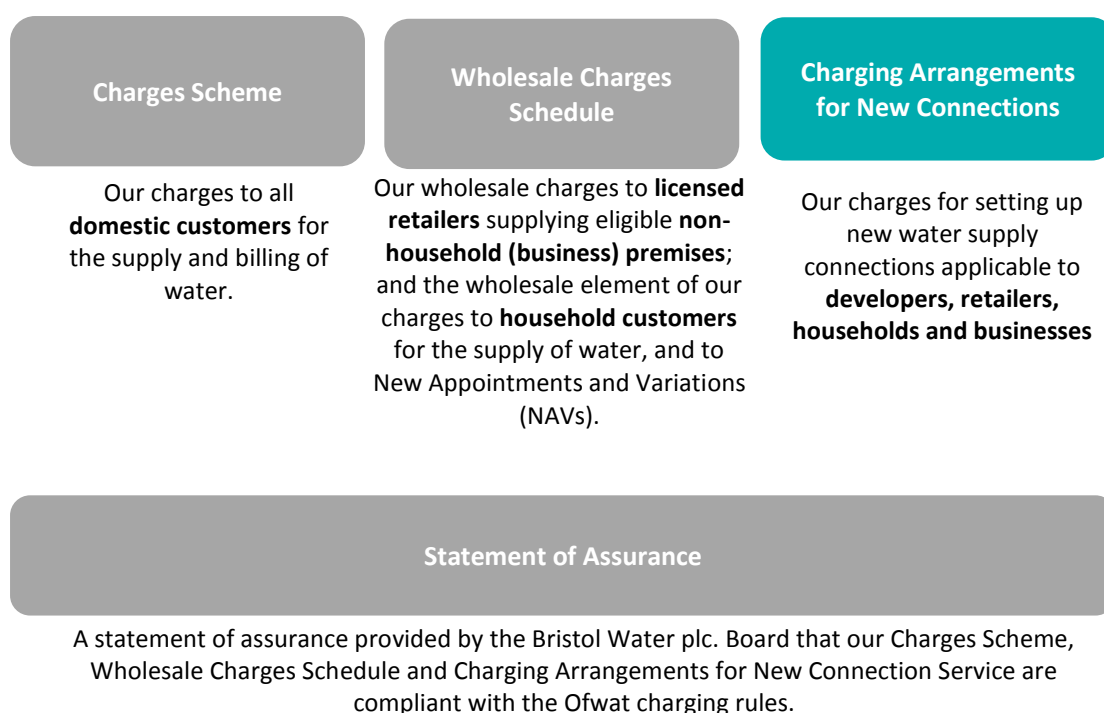 Charges Scheme
Our charges to all
domestic customers for
the supply and billing of
water.
Wholesale Charges
Schedule
Our wholesale charges to licensed
retailers supplying eligible non-
household (business) premises;
and the wholesale element of our
charges to household customers
for the supply of water, and to
New Appointments and Variations
(NAVs).
Charging Arrangements
for New Connections
Our charges for setting up
new water supply
connections applicable to
developers, retailers,
households and businesses
Statement of Assurance
A statement of assurance provided by the Bristol Water plc. Board that our Charges Scheme,
Wholesale Charges Schedule and Charging Arrangements for New Connection Service are
compliant with the Ofwat charging rules.